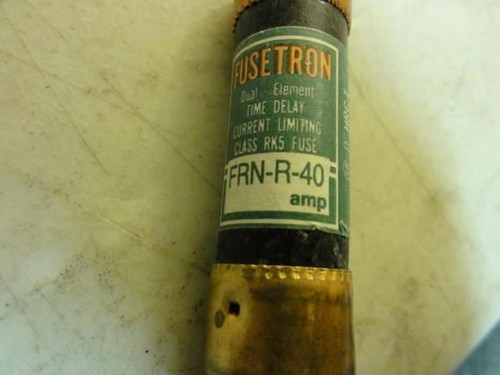 FUSETRON
Dual - Element
TIME DELAY
CURRENT LIMITING
CLASS RK5 FUSE
FRN-R-40
amp